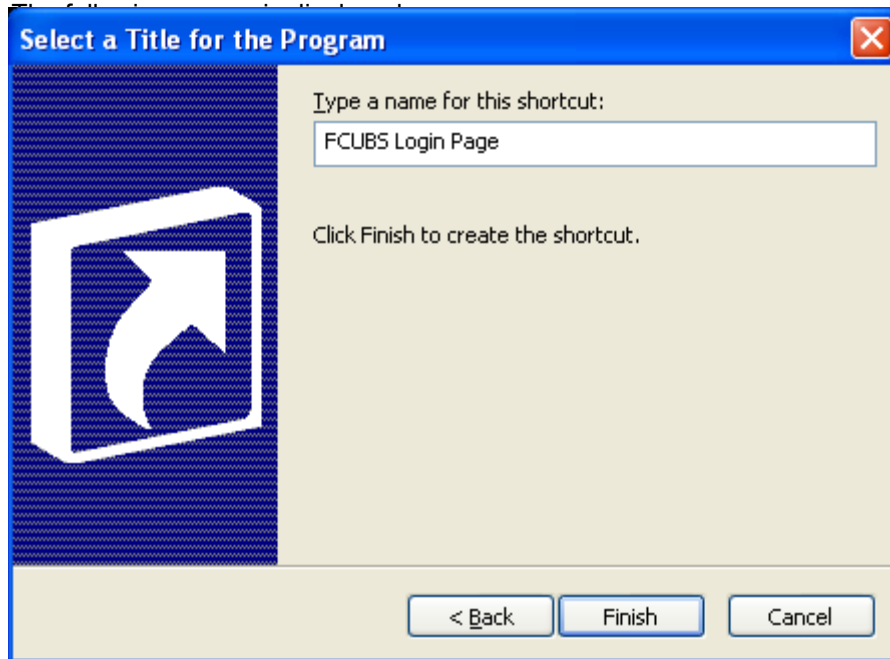 Select a Title for the Program
Type a name for this shortcut:
FCUBS Login Page
Click Finish to create the shortcut.
< Back
Finish
Cancel